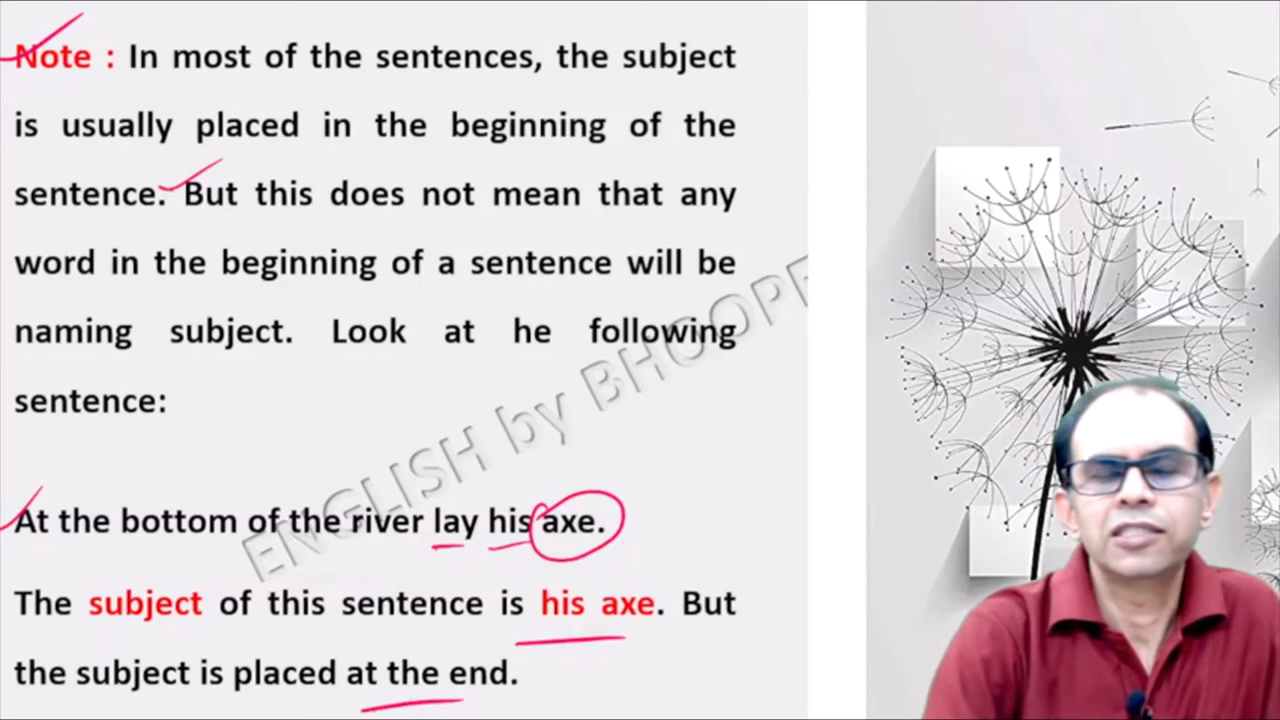 Note : In most of the sentences, the subject
is usually placed in the beginning of the
sentence. But this does not mean that any
word in the beginning of a sentence will be
naming subject. Look at he following
sentence:
At the bottom of the river lay his axe.
The subject of this sentence is his axe. But
the subject is placed at the end.
ENGLISH by BHOOPE